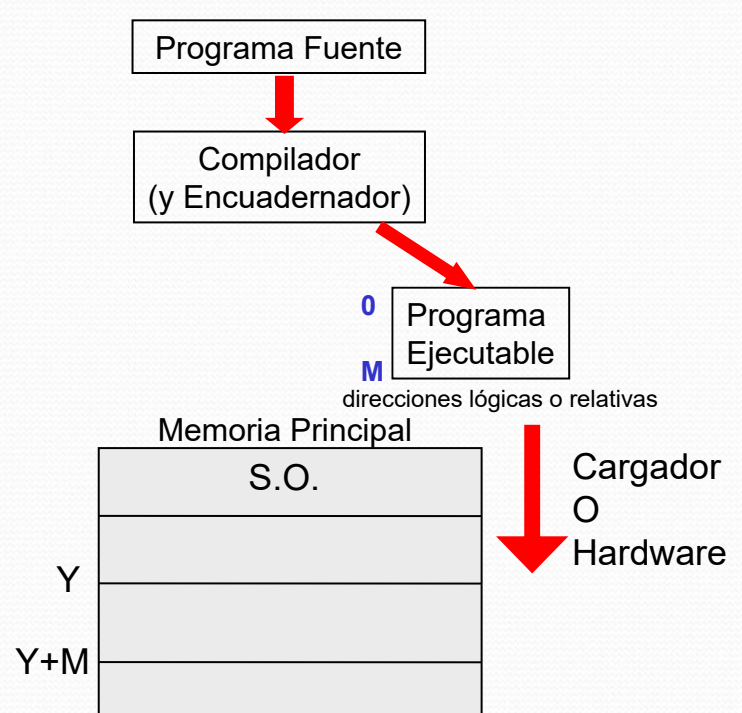 Programa Fuente
Compilador
(y Encuadernador)
0
Programa
Ejecutable
M
direcciones lógicas o relativas
Memoria Principal
S.O.
Cargador
O
Hardware
Y
Y+M